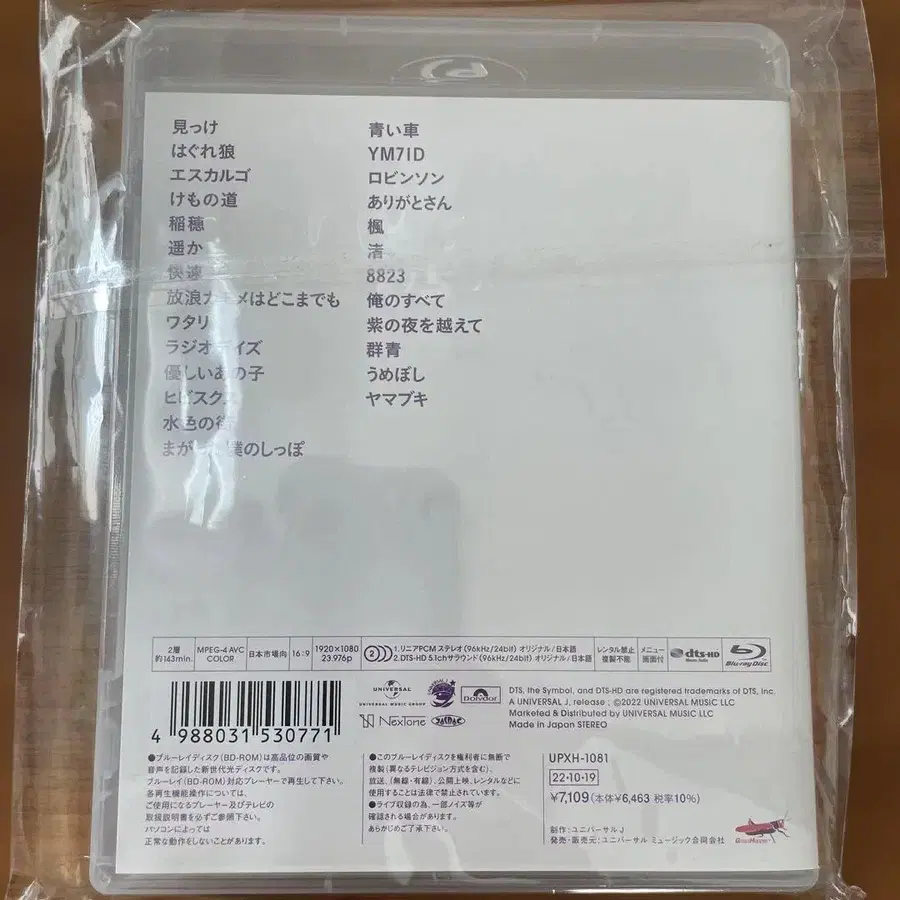 見っけ
はぐれ狼
エスカルゴ
けもの道
稲穂
遥か
快速
放浪カモメはどこまでも
ワタリ
ラジオデイズ
優しいあの子
ヒビスクス
水色の街
まがった僕のしっぽ
青い車
YM71D
ロビンソン
ありがとさん
楓
渚
8823
俺のすべて
紫の夜を越えて
群青
うめぼし
ヤマブキ
2層
約143min.
MPEG-4 AVC
COLOR
日本市場向
16:9
1920×1080
23.976p
2
1.リニアPCM ステレオ(96kHz/24bit) オリジナル/日本語
2.DTS-HD 5.1chサラウンド(96kHz/24bit) オリジナル/日本語
レンタル禁止
複製不能
メニュー
画面付
dts-HD
Master Audio
Blu-ray Disc
UNIVERSAL
UNIVERSAL MUSIC GROUP
Polydor
NexTone
JASRAC
DTS, the Symbol, and DTS-HD are registered trademarks of DTS, Inc.
A UNIVERSAL J, release ; ©2022 UNIVERSAL MUSIC LLC
Marketed & Distributed by UNIVERSAL MUSIC LLC
Made in Japan STEREO
4 988031 530771
●ブルーレイディスク(BD-ROM)は高品位の画質や
音声を記録した新世代光ディスクです。
ブルーレイ(BD-ROM)対応プレーヤーで再生して下さい。
各再生機能操作については、
ご使用になるプレーヤー及びテレビの
取扱説明書を必ずご参照下さい。
パソコンによっては
正常な動作をしないことがあります。
●このブルーレイディスクを権利者に無断で
複製(異なるテレビジョン方式を含む)、
放送、(無線・有線)、公開上映、レンタルなどに
使用することは法律で禁止されています。
●ライブ収録の為、一部ノイズ等が
確認される場合があります。
あらかじめご了承下さい。
UPXH-1081
22・10・19
¥7,109(本体¥6,463 税率10%)
制作:ユニバーサル J
発売・販売元:ユニバーサル ミュージック合同会社
GrassHopper